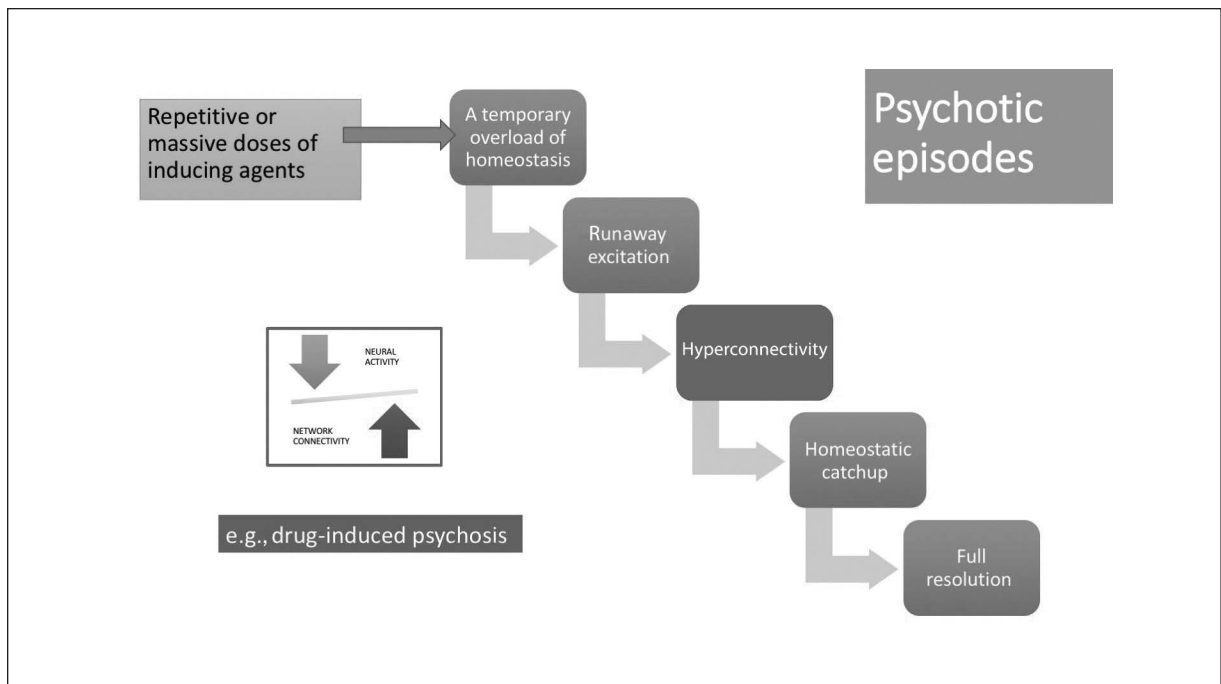 Repetitive or
massive doses of
inducing agents
A temporary
overload of
homeostasis
Psychotic
episodes
Runaway
excitation
Hyperconnectivity
NEURAL
ACTIVITY
NETWORK
CONNECTIVITY
Homeostatic
catchup
e.g., drug-induced psychosis
Full
resolution